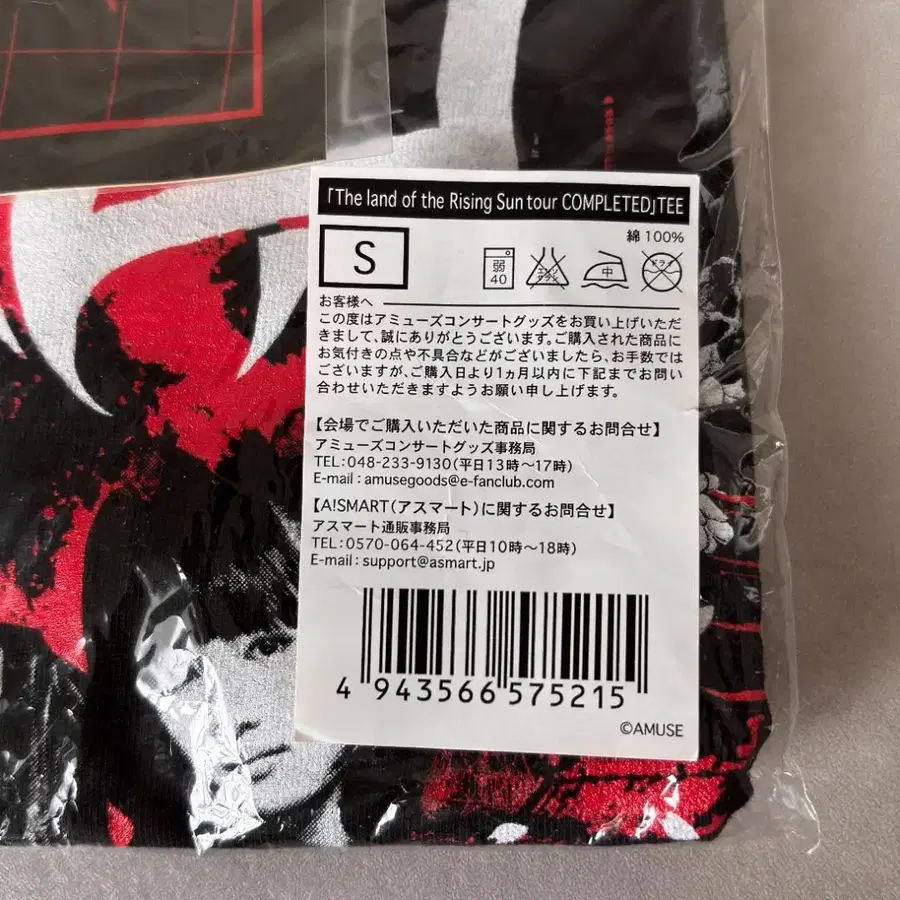 「The land of the Rising Sun tour COMPLETED」TEE
綿 100%
S
弱
40
エンソ
サラシ
中
ドライ
お客様へ
この度はアミューズコンサートグッズをお買い上げいただ
きまして、誠にありがとうございます。ご購入された商品に
お気付きの点や不具合などがございましたら、お手数では
ございますが、ご購入日より1ヵ月以内に下記までお問い
合わせいただきますようお願い申し上げます。
【会場でご購入いただいた商品に関するお問合せ】
アミューズコンサートグッズ事務局
TEL:048-233-9130(平日13時〜17時)
E-mail : amusegoods@e-fanclub.com
【A!SMART(アスマート)に関するお問合せ】
アスマート通販事務局
TEL:0570-064-452(平日10時〜18時)
E-mail : support@asmart.jp
4 943566 575215
©AMUSE